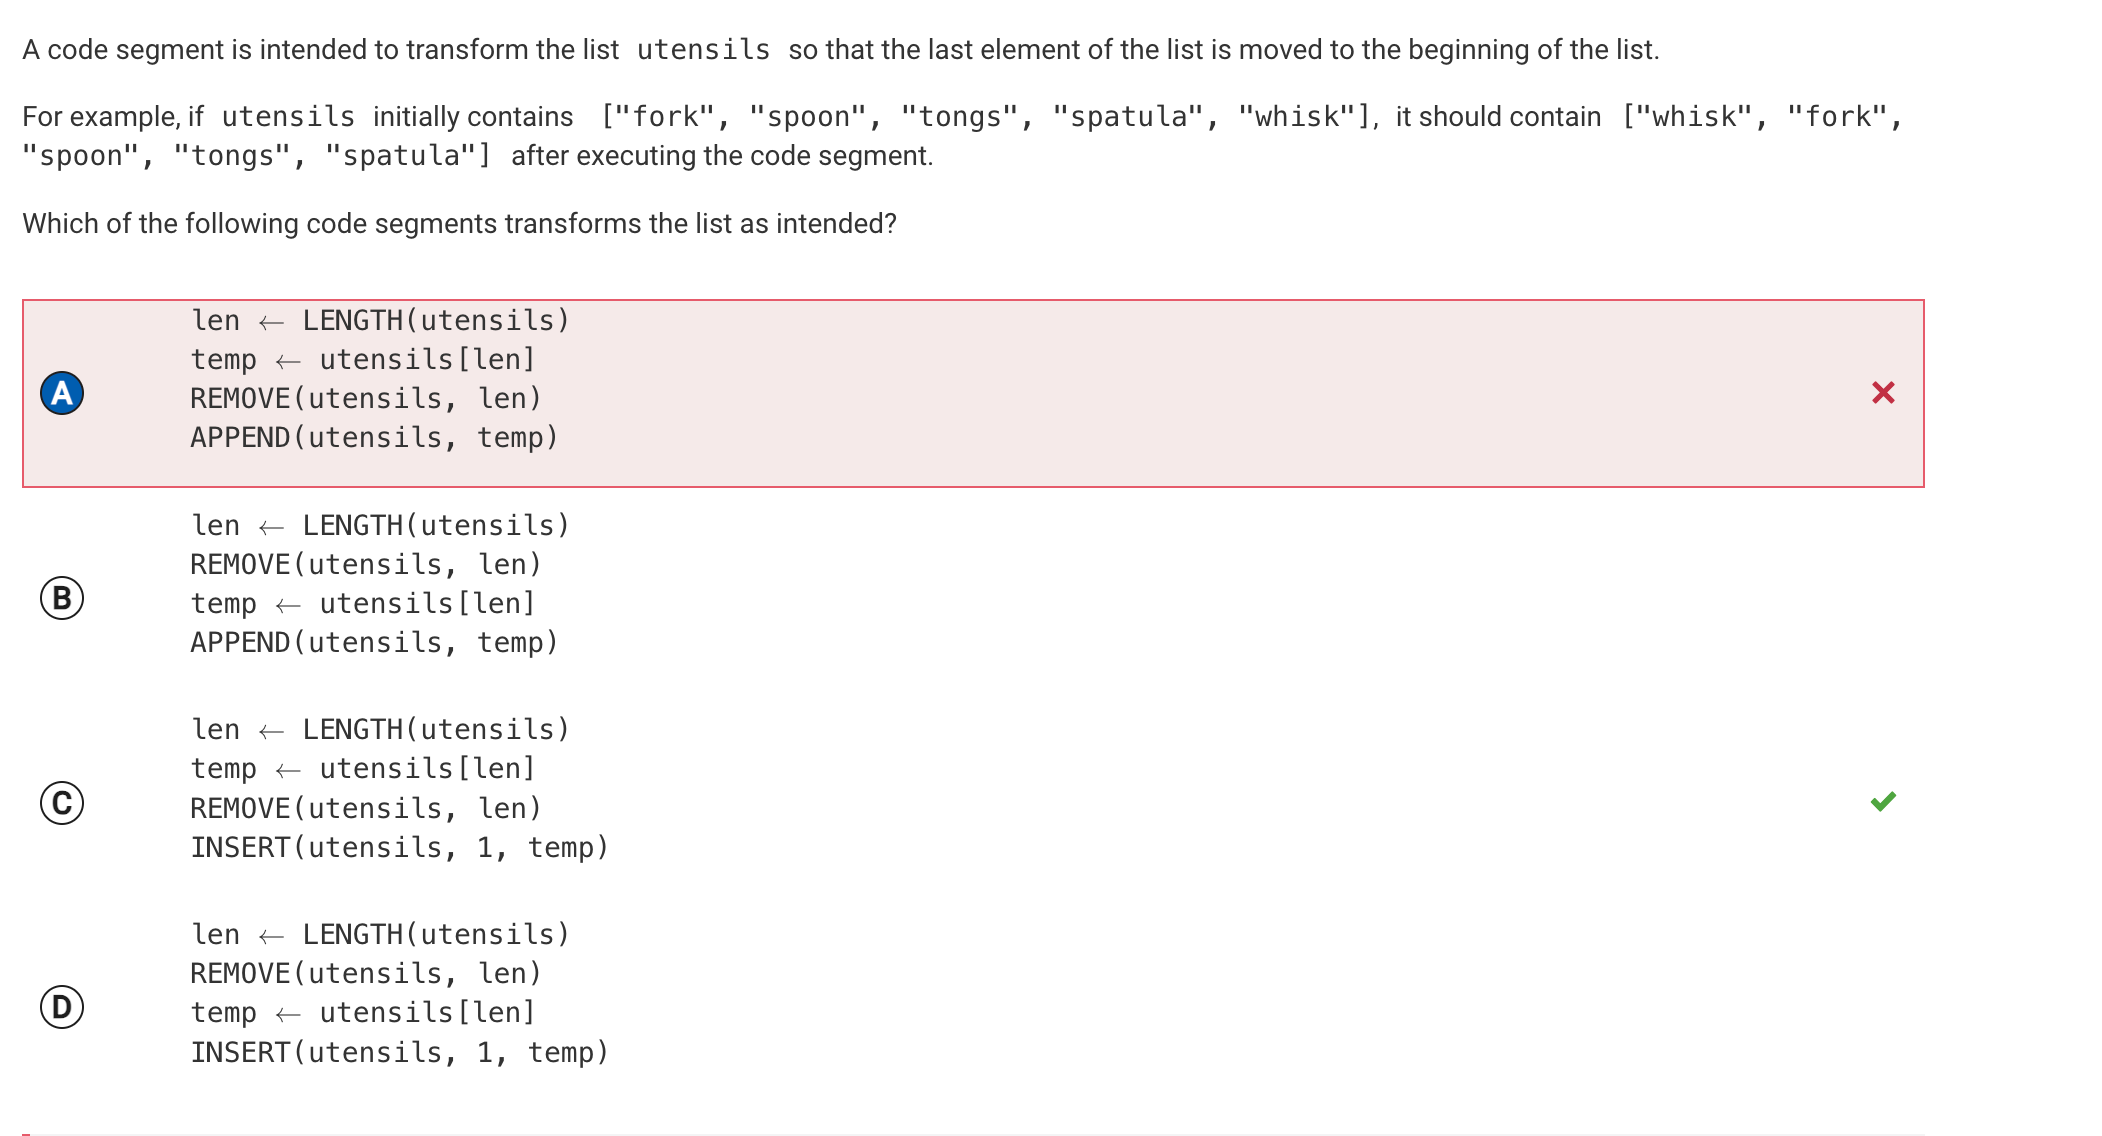 A code segment is intended to transform the list utensils so that the last element of the list is moved to the beginning of the list.
For example, if utensils initially contains ["fork", "spoon", "tongs", "spatula", "whisk"], it should contain ["whisk", "fork",
"spoon", "tongs", "spatula"] after executing the code segment.
Which of the following code segments transforms the list as intended?
A
len ← LENGTH(utensils)
temp ← utensils[len]
REMOVE(utensils, len)
APPEND(utensils, temp)
B
len ← LENGTH(utensils)
REMOVE(utensils, len)
temp ← utensils[len]
APPEND(utensils, temp)
C
len ← LENGTH(utensils)
temp ← utensils[len]
REMOVE(utensils, len)
INSERT(utensils, 1, temp)
D
len ← LENGTH(utensils)
REMOVE(utensils, len)
temp ← utensils[len]
INSERT(utensils, 1, temp)